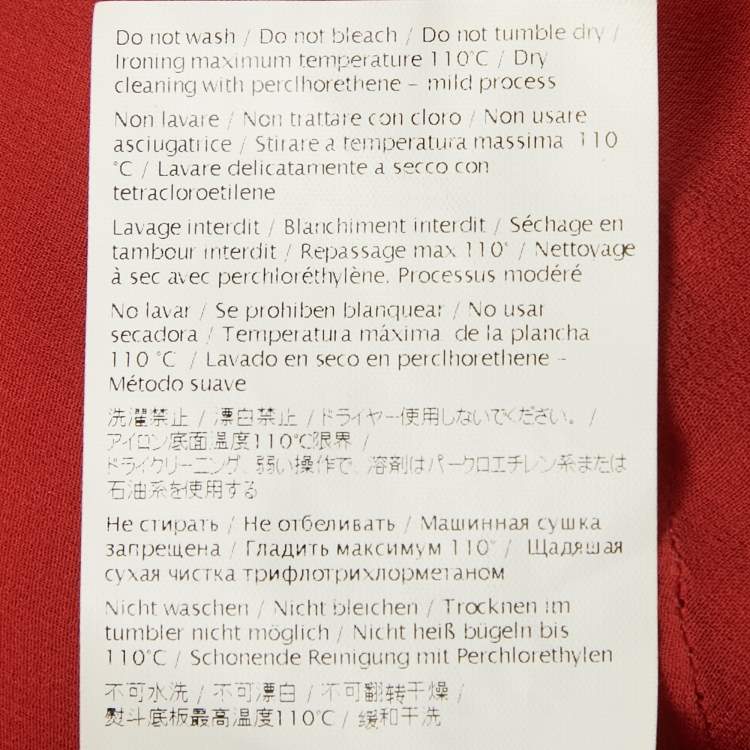 Do not wash / Do not bleach / Do not tumble dry /
Ironing maximum temperature 110°C / Dry
cleaning with perclhorethene – mild process
Non lavare / Non trattare con cloro / Non usare
asciugatrice / Stirare a temperatura massima 110
°C / Lavare delicatamente a secco con
tetracloroetilene
Lavage interdit / Blanchiment interdit / Séchage en
tambour interdit / Repassage max 110° / Nettoyage
à sec avec perchloréthylène. Processus modéré
No lavar / Se prohiben blanquear / No usar
secadora / Temperatura máxima de la plancha
110 °C / Lavado en seco en perclhorethene –
Método suave
洗濯禁止 / 漂白禁止 / ドライヤー使用しないでください。 /
アイロン底面温度110℃限界 /
ドライクリーニング、弱い操作で、溶剤はパークロエチレン系または
石油系を使用する
Не стирать / Не отбеливать / Машинная сушка
запрещена / Гладить максимум 110° / Щадяшая
сухая чистка трифлотрихлорметаном
Nicht waschen / Nicht bleichen / Trocknen im
tumbler nicht möglich / Nicht heiß bügeln bis
110°C / Schonende Reinigung mit Perchlorethylen
不可水洗 / 不可漂白 / 不可翻转干燥 /
熨斗底板最高温度110℃ / 缓和干洗